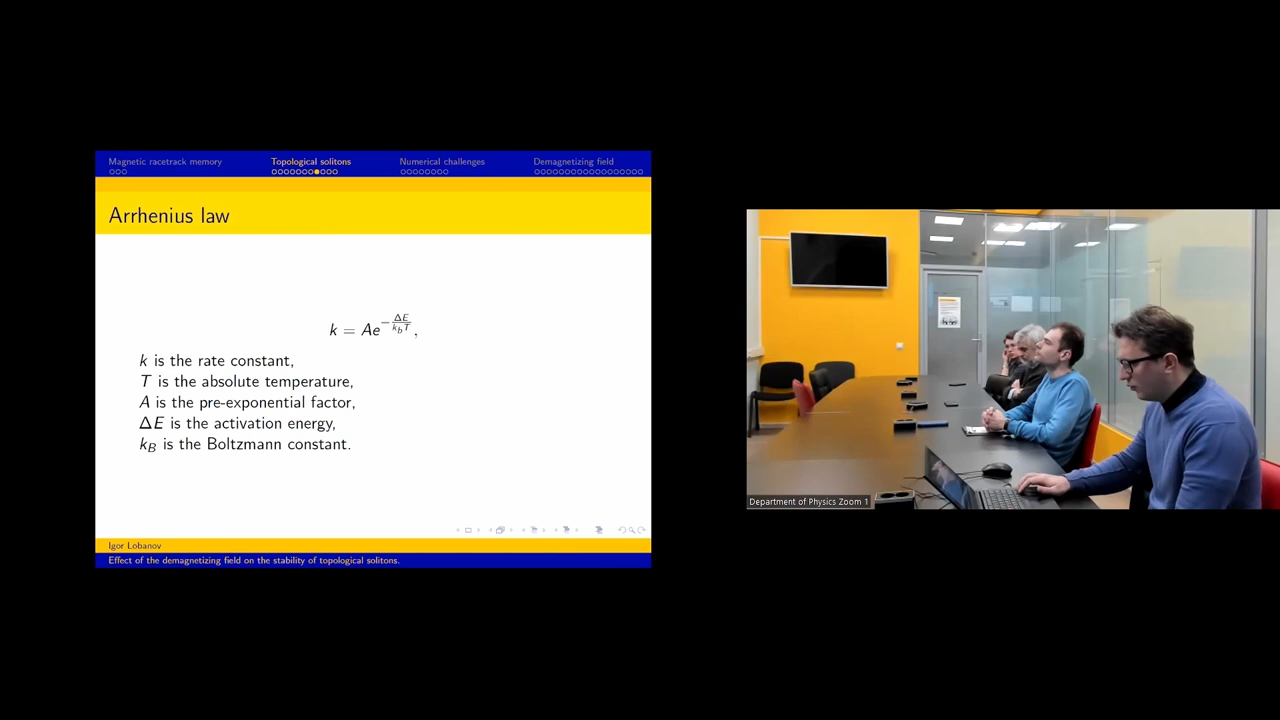 Magnetic racetrack memory
Topological solitons
Numerical challenges
Demagnetizing field
Arrhenius law
k = Ae^{-\frac{ΔE}{k_b T}},
k is the rate constant,
T is the absolute temperature,
A is the pre-exponential factor,
ΔE is the activation energy,
k_B is the Boltzmann constant.
Igor Lobanov
Effect of the demagnetizing field on the stability of topological solitons.
Department of Physics Zoom 1